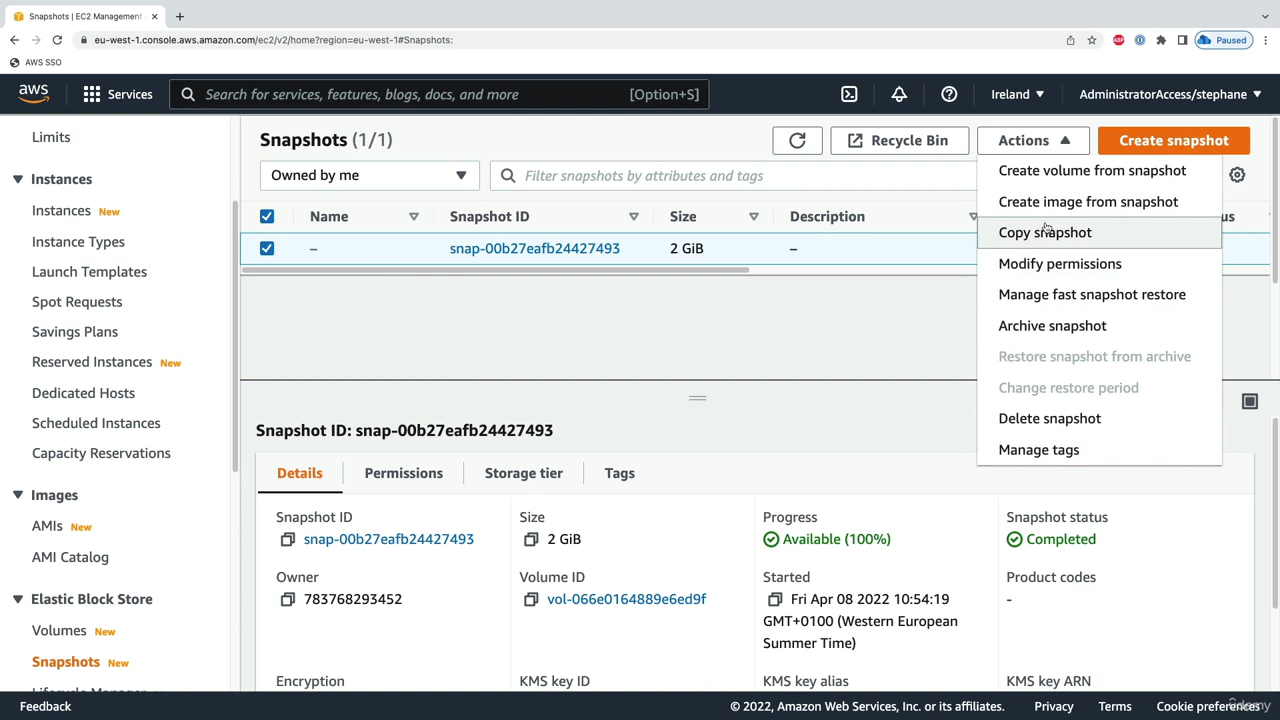 Snapshots | EC2 Management
eu-west-1.console.aws.amazon.com/ec2/v2/home?region=eu-west-1#Snapshots:
ABP
Paused
AWS SSO
aws
Services
Search for services, features, blogs, docs, and more
[Option+S]
Ireland
AdministratorAccess/stephane
Limits
Instances
Instances New
Instance Types
Launch Templates
Spot Requests
Savings Plans
Reserved Instances New
Dedicated Hosts
Scheduled Instances
Capacity Reservations
Images
AMIs New
AMI Catalog
Elastic Block Store
Volumes New
Snapshots New
Lifecycle Manager
Snapshots (1/1)
Recycle Bin
Actions
Create snapshot
Owned by me
Filter snapshots by attributes and tags
Name
Snapshot ID
Size
Description
us
–
snap-00b27eafb24427493
2 GiB
–
Create volume from snapshot
Create image from snapshot
Copy snapshot
Modify permissions
Manage fast snapshot restore
Archive snapshot
Restore snapshot from archive
Change restore period
Delete snapshot
Manage tags
Snapshot ID: snap-00b27eafb24427493
Details
Permissions
Storage tier
Tags
Snapshot ID
snap-00b27eafb24427493
Size
2 GiB
Progress
Available (100%)
Snapshot status
Completed
Owner
783768293452
Volume ID
vol-066e0164889e6ed9f
Started
Fri Apr 08 2022 10:54:19
GMT+0100 (Western European
Summer Time)
Product codes
-
Encryption
KMS key ID
KMS key alias
KMS key ARN
Feedback
© 2022, Amazon Web Services, Inc. or its affiliates.
Privacy
Terms
Cookie preferences
Udemy